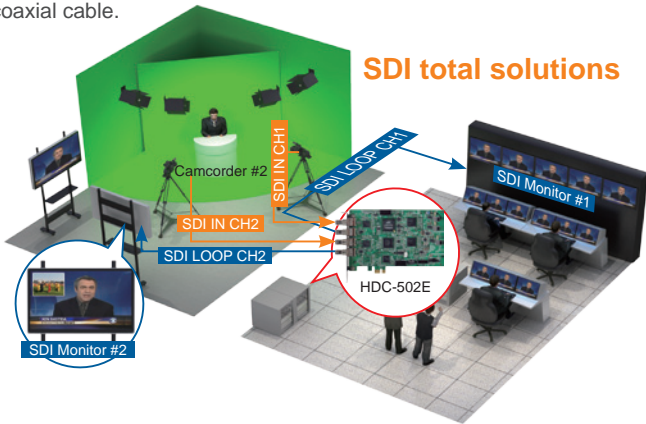 coaxial cable.
SDI total solutions
Camcorder #2
SDI IN CH1
SDI LOOP CH1
SDI Monitor #1
SDI IN CH2
SDI LOOP CH2
HDC-502E
SDI Monitor #2